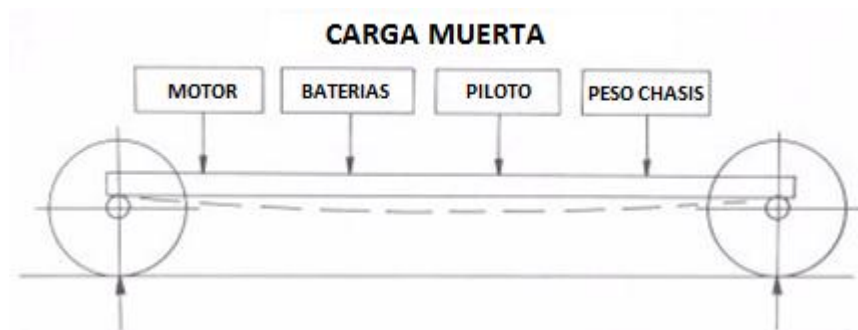 CARGA MUERTA
MOTOR
BATERIAS
PILOTO
PESO CHASIS